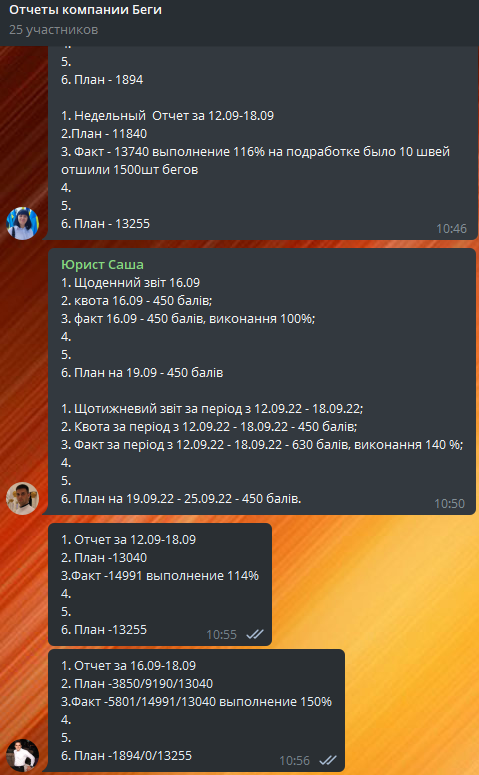 Отчеты компании Беги
25 участников
4.
5.
6. План - 1894
1. Недельный Отчет за 12.09-18.09
2.План - 11840
3. Факт - 13740 выполнение 116% на подработке было 10 швей
отшили 1500шт бегов
4.
5.
6. План - 13255
10:46
Юрист Саша
1. Щоденний звіт 16.09
2. квота 16.09 - 450 балів;
3. факт 16.09 - 450 балів, виконання 100%;
4.
5.
6. План на 19.09 - 450 балів
1. Щотижневий звіт за період з 12.09.22 - 18.09.22;
2. Квота за період з 12.09.22 - 18.09.22 - 450 балів;
3. Факт за період з 12.09.22 - 18.09.22 - 630 балів, виконання 140 %;
4.
5.
6. План на 19.09.22 - 25.09.22 - 450 балів.
10:50
1. Отчет за 12.09-18.09
2. План -13040
3.Факт -14991 выполнение 114%
4.
5.
6. План -13255
10:55
1. Отчет за 16.09-18.09
2. План -3850/9190/13040
3.Факт -5801/14991/13040 выполнение 150%
4.
5.
6. План -1894/0/13255
10:56